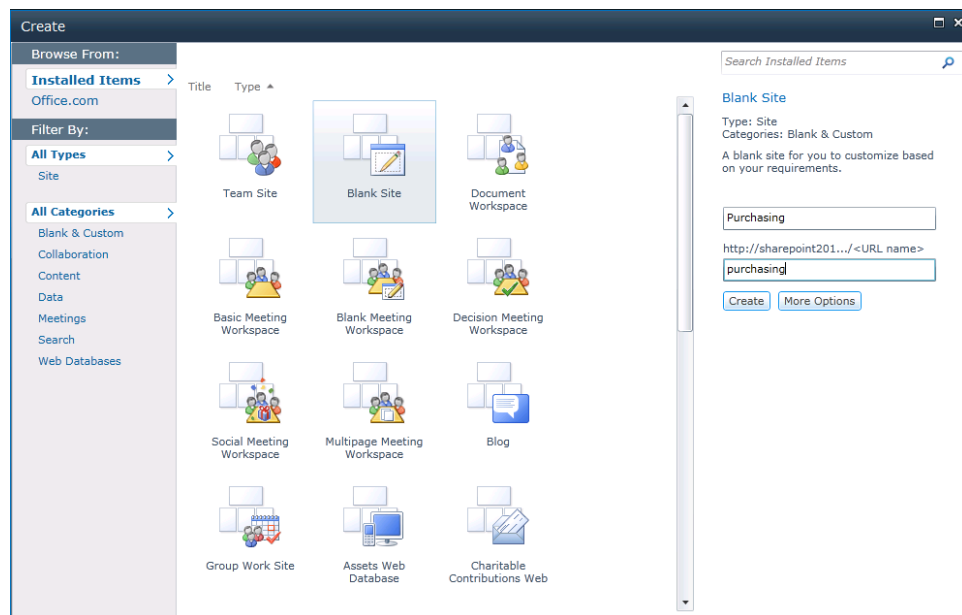 Create
Browse From:
Installed Items
Office.com
Filter By:
All Types
Site
All Categories
Blank & Custom
Collaboration
Content
Data
Meetings
Search
Web Databases
Title Type
Team Site
Blank Site
Document
Workspace
Basic Meeting
Workspace
Blank Meeting
Workspace
Decision Meeting
Workspace
Social Meeting
Workspace
Multipage Meeting
Workspace
Blog
Group Work Site
Assets Web
Database
Charitable
Contributions Web
Search Installed Items
Blank Site
Type: Site
Categories: Blank & Custom
A blank site for you to customize based
on your requirements.
Purchasing
http://sharepoint201.../<URL name>
purchasing
Create More Options